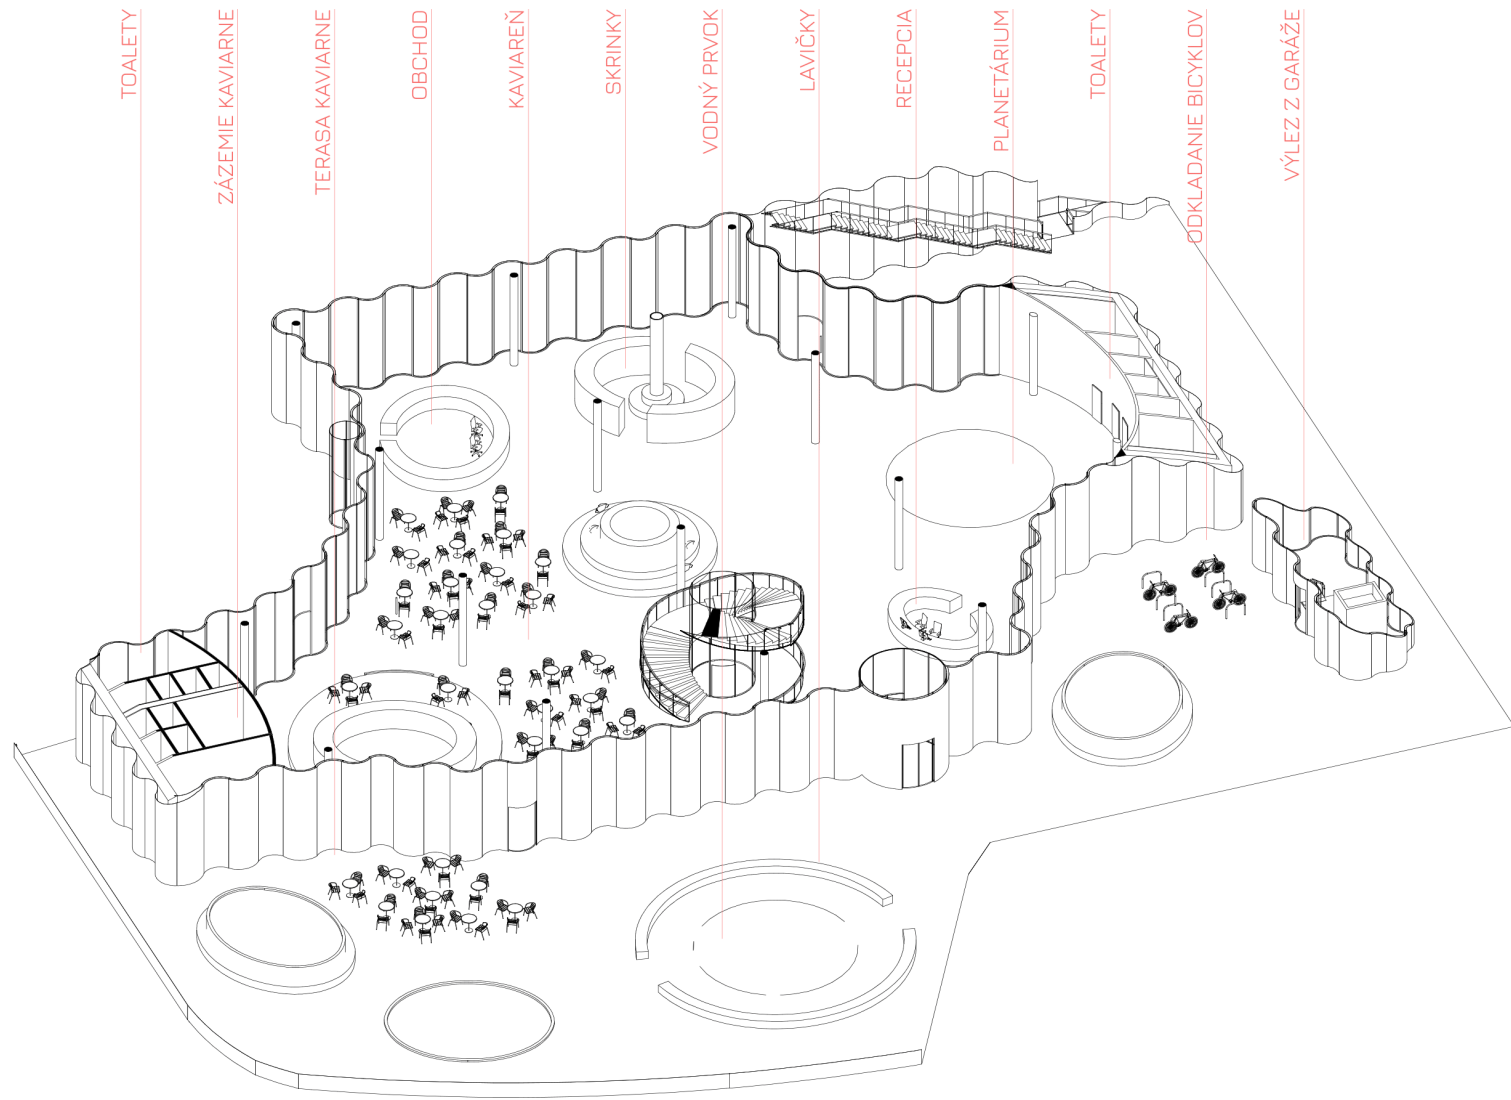 TOALETY
ZÁZEMIE KAVIARNE
TERASA KAVIARNE
OBCHOD
KAVIAREŇ
SKRINKY
VODNÝ PRVOK
LAVIČKY
RECEPCIA
PLANETÁRIUM
TOALETY
ODKLADANIE BICYKLOV
VÝLEZ Z GARÁŽE